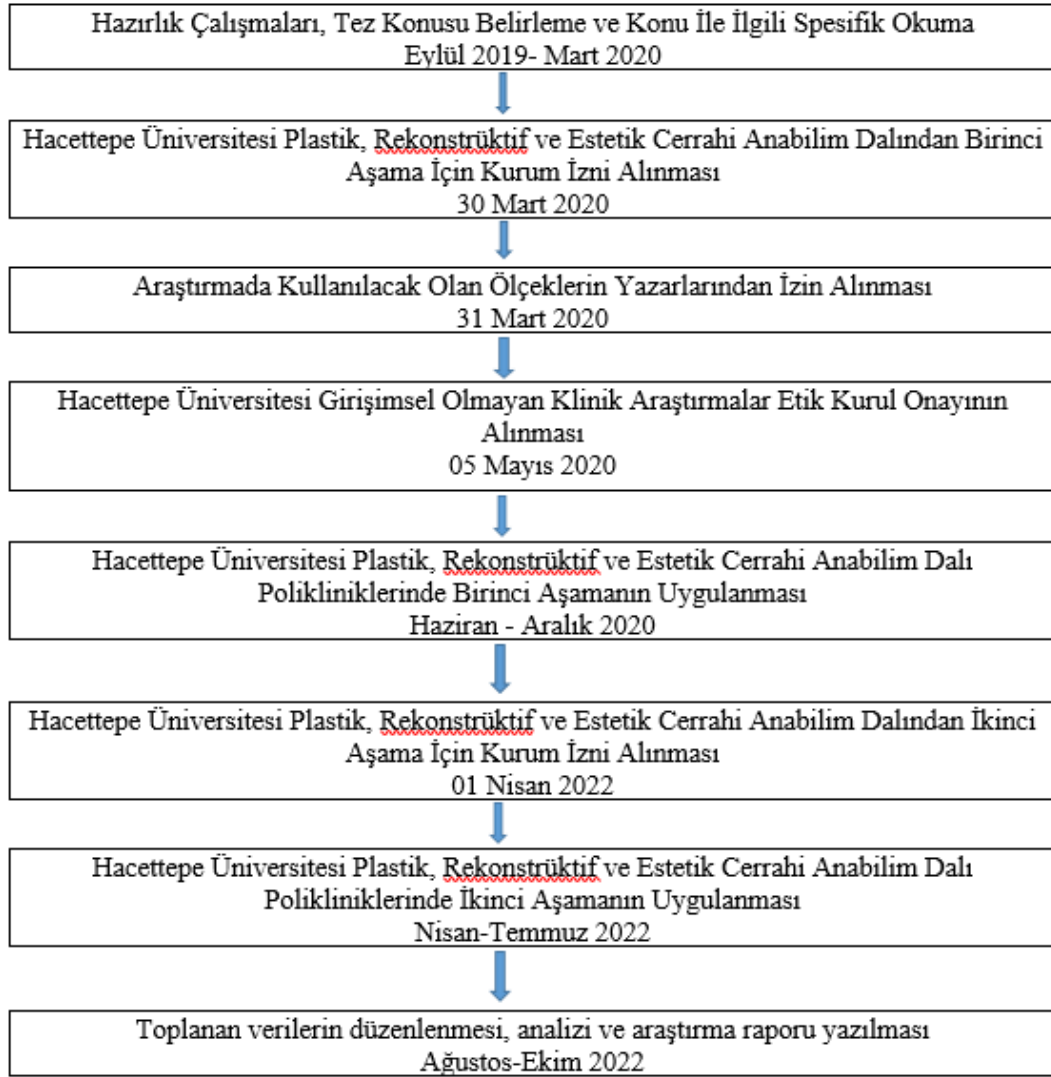 Hazırlık Çalışmaları, Tez Konusu Belirleme ve Konu İle İlgili Spesifik Okuma
Eylül 2019- Mart 2020
Hacettepe Üniversitesi Plastik, Rekonstrüktif ve Estetik Cerrahi Anabilim Dalından Birinci
Aşama İçin Kurum İzni Alınması
30 Mart 2020
Araştırmada Kullanılacak Olan Ölçeklerin Yazarlarından İzin Alınması
31 Mart 2020
Hacettepe Üniversitesi Girişimsel Olmayan Klinik Araştırmalar Etik Kurul Onayının
Alınması
05 Mayıs 2020
Hacettepe Üniversitesi Plastik, Rekonstrüktif ve Estetik Cerrahi Anabilim Dalı
Polikliniklerinde Birinci Aşamanın Uygulanması
Haziran - Aralık 2020
Hacettepe Üniversitesi Plastik, Rekonstrüktif ve Estetik Cerrahi Anabilim Dalından İkinci
Aşama İçin Kurum İzni Alınması
01 Nisan 2022
Hacettepe Üniversitesi Plastik, Rekonstrüktif ve Estetik Cerrahi Anabilim Dalı
Polikliniklerinde İkinci Aşamanın Uygulanması
Nisan-Temmuz 2022
Toplanan verilerin düzenlenmesi, analizi ve araştırma raporu yazılması
Ağustos-Ekim 2022